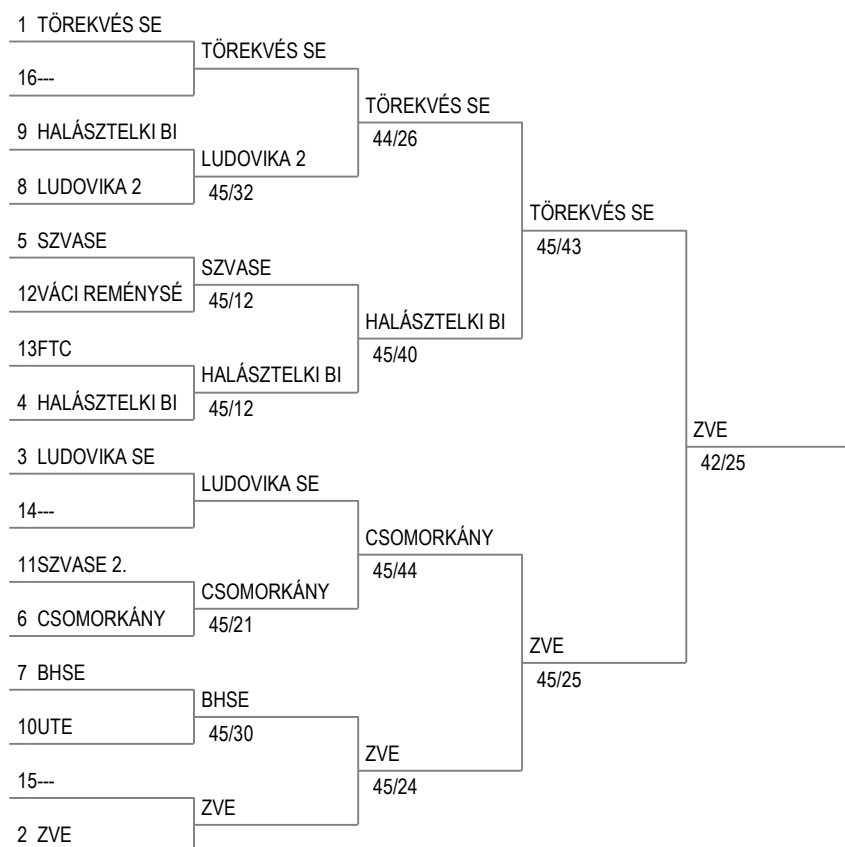 1 TÖREKVÉS SE
TÖREKVÉS SE
16---
TÖREKVÉS SE
44/26
9 HALÁSZTELKI BI
LUDOVIKA 2
45/32
8 LUDOVIKA 2
TÖREKVÉS SE
45/43
5 SZVASE
SZVASE
45/12
12VÁCI REMÉNYSÉ
HALÁSZTELKI BI
45/40
13FTC
HALÁSZTELKI BI
45/12
4 HALÁSZTELKI BI
ZVE
42/25
3 LUDOVIKA SE
LUDOVIKA SE
14---
CSOMORKÁNY
45/44
11SZVASE 2.
CSOMORKÁNY
45/21
6 CSOMORKÁNY
ZVE
45/25
7 BHSE
BHSE
45/30
10UTE
ZVE
45/24
15---
ZVE
2 ZVE